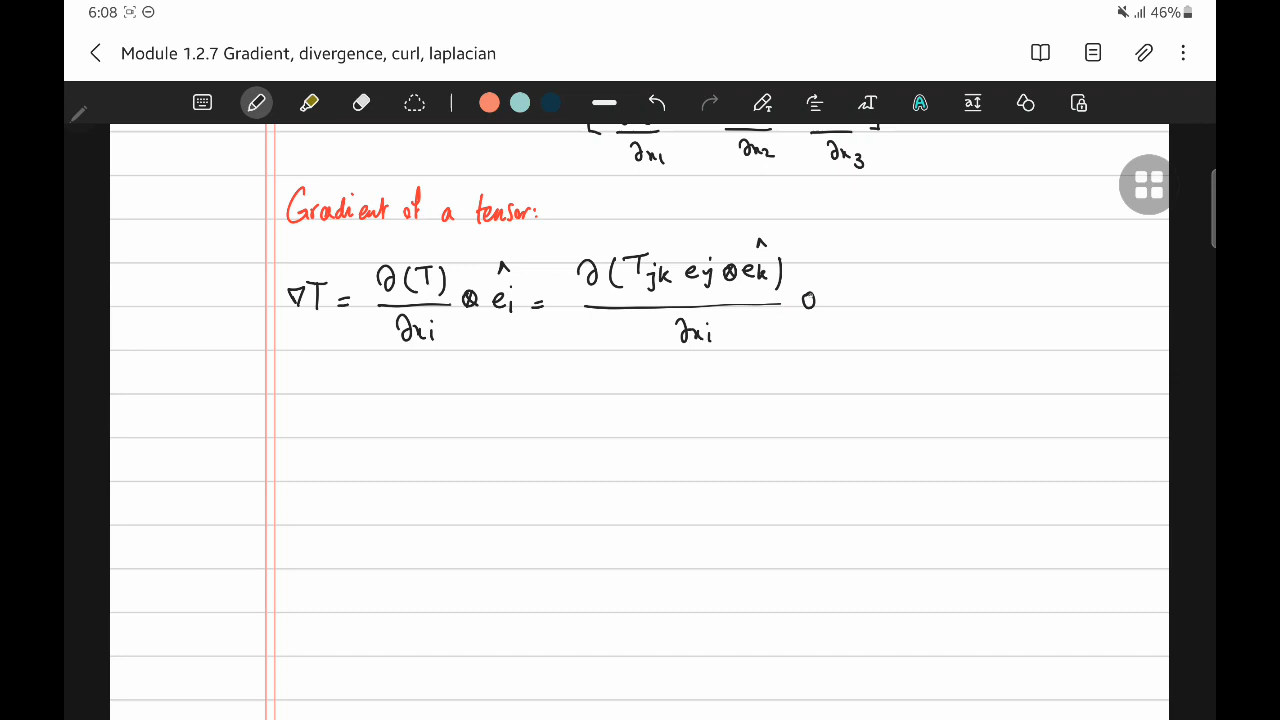 6:08 46%
Module 1.2.7 Gradient, divergence, curl, laplacian
∂x₁ ∂x₂ ∂x₃
Gradient of a tensor:
∇T = ∂(T)/∂xi ⊗ êi = ∂(Tjk ej ⊗ êk)/∂xi o